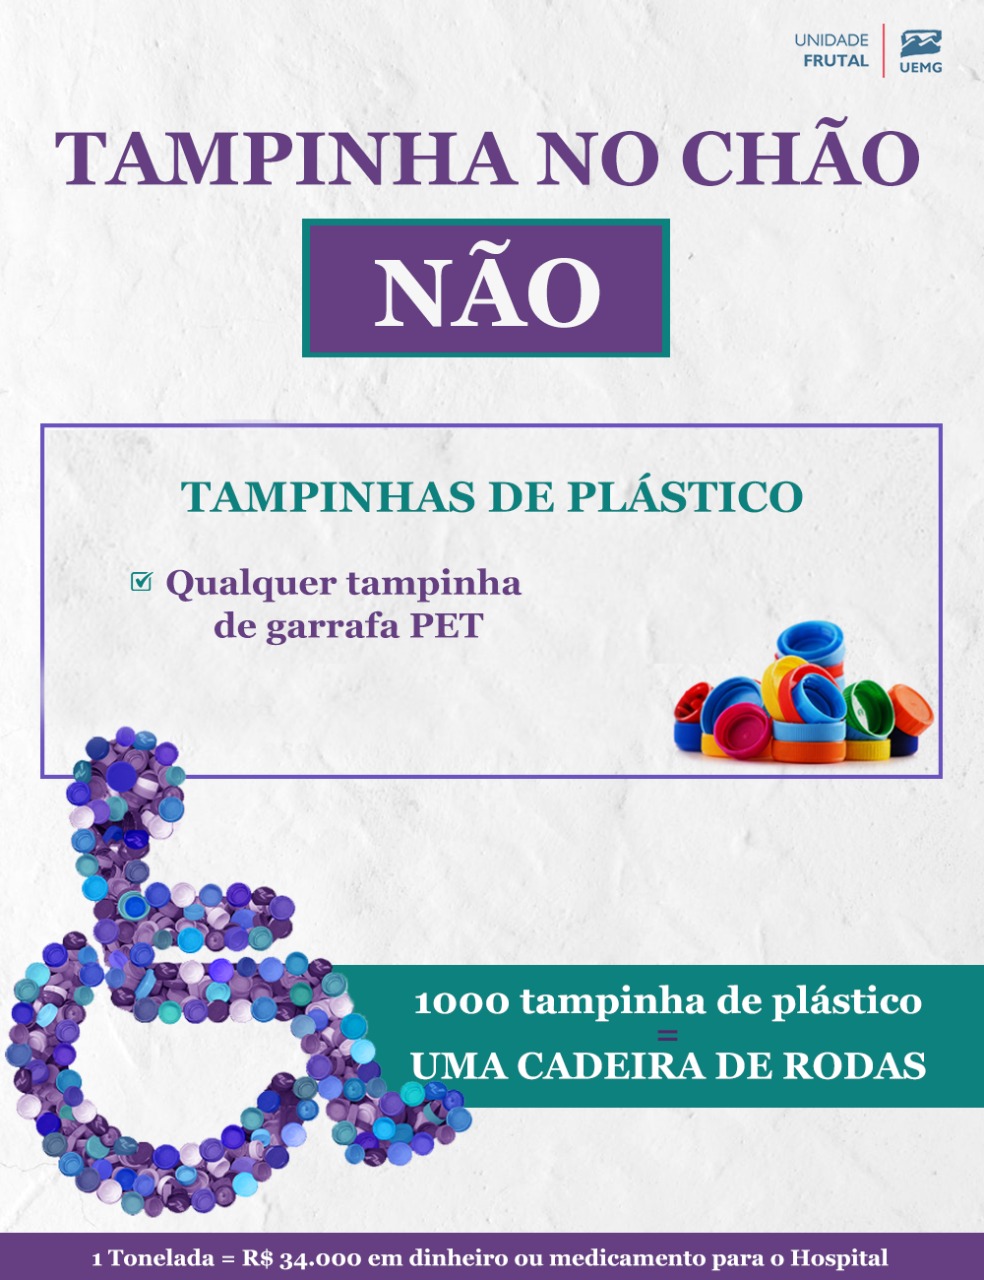 UNIDADE
FRUTAL
UEMG
TAMPINHA NO CHÃO
NÃO
TAMPINHAS DE PLÁSTICO
Qualquer tampinha
de garrafa PET
1000 tampinha de plástico
=
UMA CADEIRA DE RODAS
1 Tonelada = R$ 34.000 em dinheiro ou medicamento para o Hospital